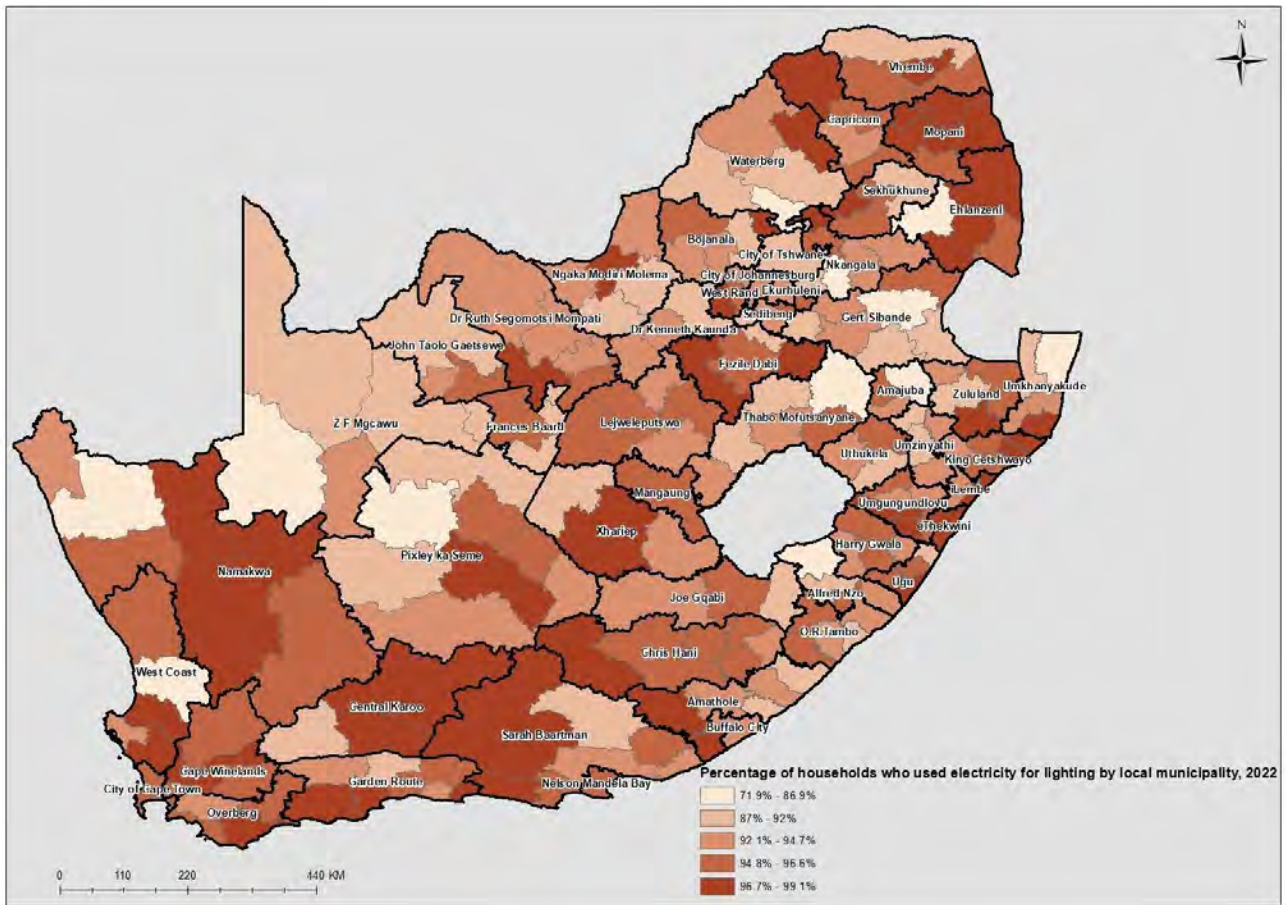 N
Vhembe
Capricorn
Mopani
Waterberg
Sekhukhune
Ehlanzeni
Bojanala
City of Tshwane
Nkangala
Ngaka Modiri Molema
City of Johannesburg
West Rand
Ekurhuleni
Sedibeng
Gert Sibande
Dr Ruth Segomotsi Mompati
Dr Kenneth Kaunda
John Taolo Gaetsewe
Fezile Dabi
Amajuba
Zululand
Umkhanyakude
Z F Mgcawu
Frances Baard
Lejweleputswa
Thabo Mofutsanyane
Uthukela
Umzinyathi
King Cetshwayo
Mangaung
iLembe
Umgungundlovu
Xhariep
eThekwini
Harry Gwala
Pixley ka Seme
Namakwa
Ugu
Alfred Nzo
Joe Gqabi
O.R.Tambo
Chris Hani
West Coast
Central Karoo
Amathole
Buffalo City
Sarah Baartman
Cape Winelands
Garden Route
Nelson Mandela Bay
City of Cape Town
Overberg
Percentage of households who used electricity for lighting by local municipality, 2022
71.9% - 86.9%
87% - 92%
92.1% - 94.7%
94.8% - 96.6%
96.7% - 99.1%
0 110 220 440 KM